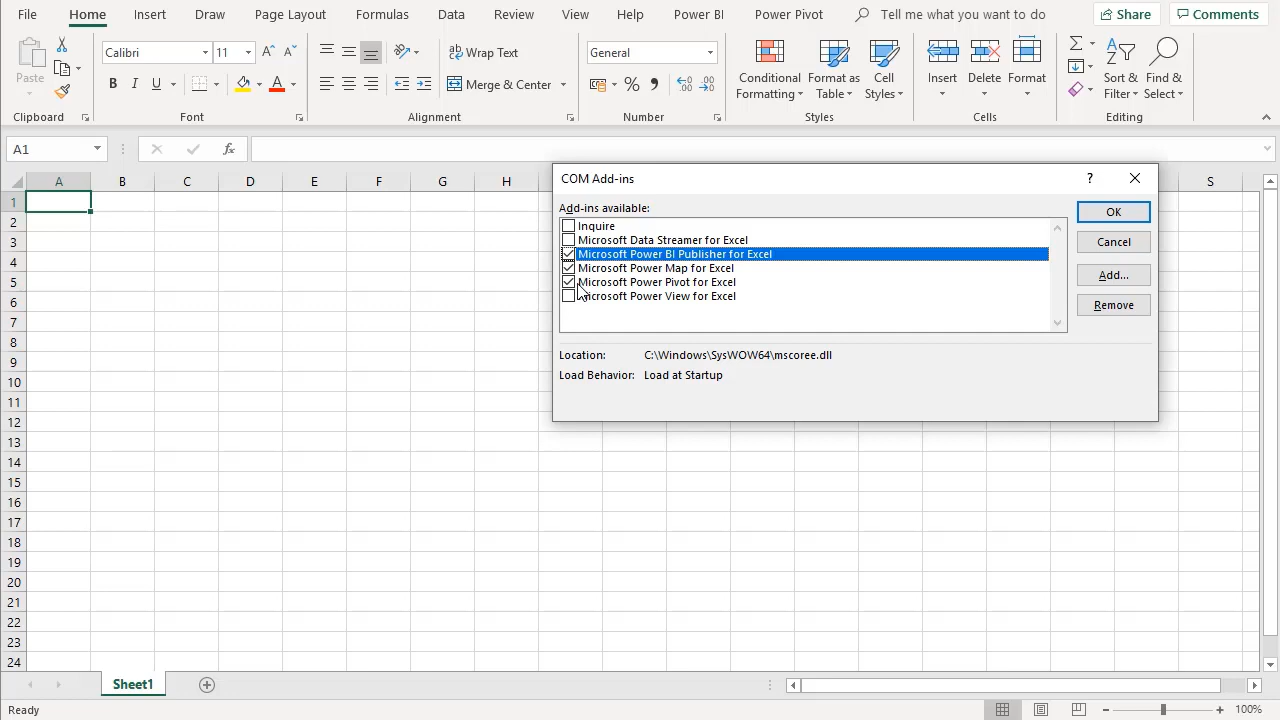 File Home Insert Draw Page Layout Formulas Data Review View Help Power BI Power Pivot Tell me what you want to do Share Comments
Paste
Calibri 11 A A
B I U A
Wrap Text
Merge & Center
General
% ,
Conditional Formatting
Format as Table
Cell Styles
Insert Delete Format
Sort & Filter
Find & Select
Clipboard Font Alignment Number Styles Cells Editing
A1 fx
A B C D E F G H S
1
2
3
4
5
6
7
8
9
10
11
12
13
14
15
16
17
18
19
20
21
22
23
24
COM Add-ins ?
Add-ins available:
Inquire
Microsoft Data Streamer for Excel
Microsoft Power BI Publisher for Excel
Microsoft Power Map for Excel
Microsoft Power Pivot for Excel
Microsoft Power View for Excel
OK
Cancel
Add...
Remove
Location: C:\Windows\SysWOW64\mscoree.dll
Load Behavior: Load at Startup
Sheet1
Ready 100%